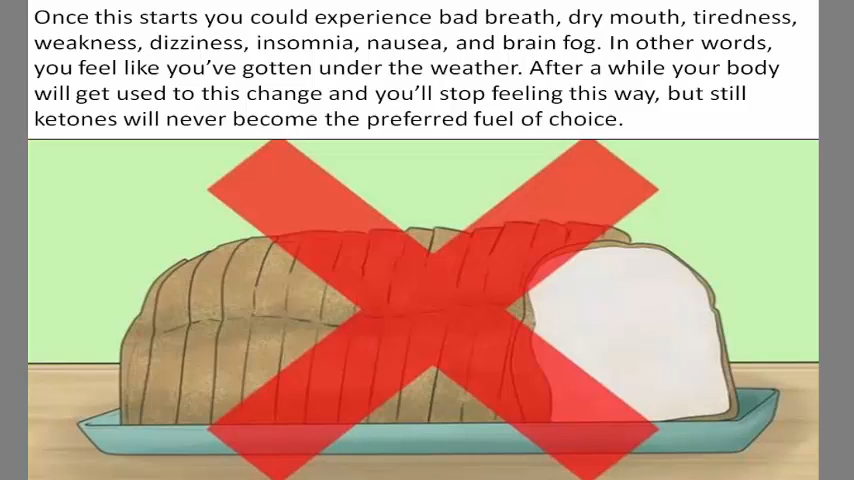 Once this starts you could experience bad breath, dry mouth, tiredness,
weakness, dizziness, insomnia, nausea, and brain fog. In other words,
you feel like you’ve gotten under the weather. After a while your body
will get used to this change and you’ll stop feeling this way, but still
ketones will never become the preferred fuel of choice.